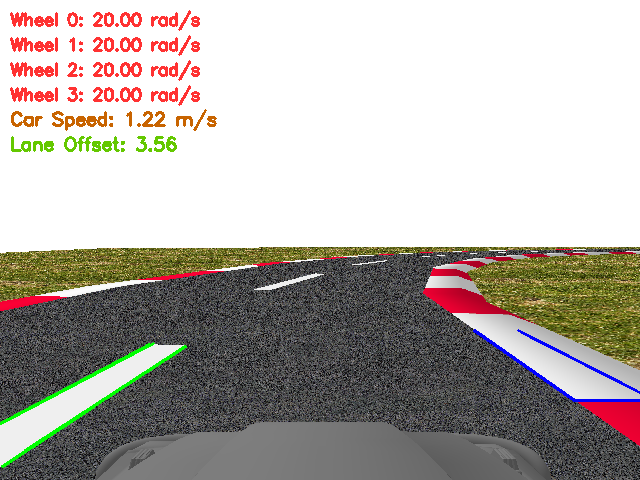 Wheel 0: 20.00 rad/s
Wheel 1: 20.00 rad/s
Wheel 2: 20.00 rad/s
Wheel 3: 20.00 rad/s
Car Speed: 1.22 m/s
Lane Offset: 3.56